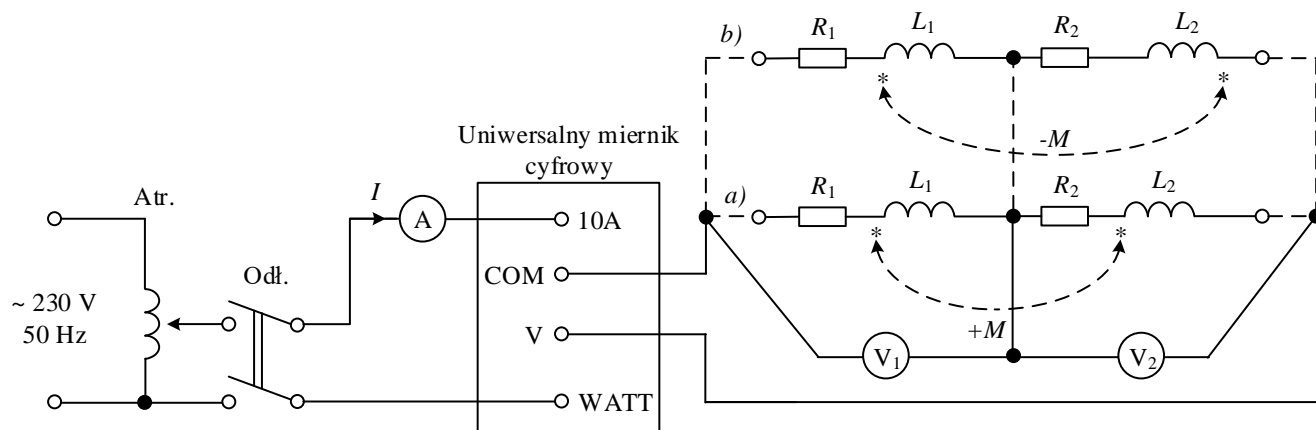 b)
R1
L1
R2
L2
*
*
-M
Uniwersalny miernik
cyfrowy
Atr.
I
A
10A
a)
R1
L1
R2
L2
*
*
COM
Odł.
~ 230 V
50 Hz
V
+M
V1
V2
WATT